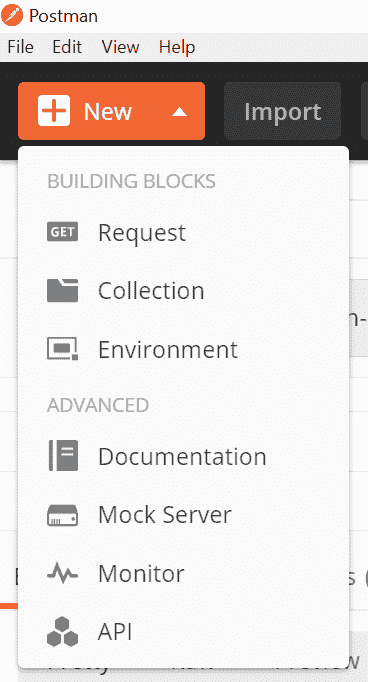 Postman
File Edit View Help
New Import
BUILDING BLOCKS
GET Request
Collection
Environment
ADVANCED
Documentation
Mock Server
Monitor
API